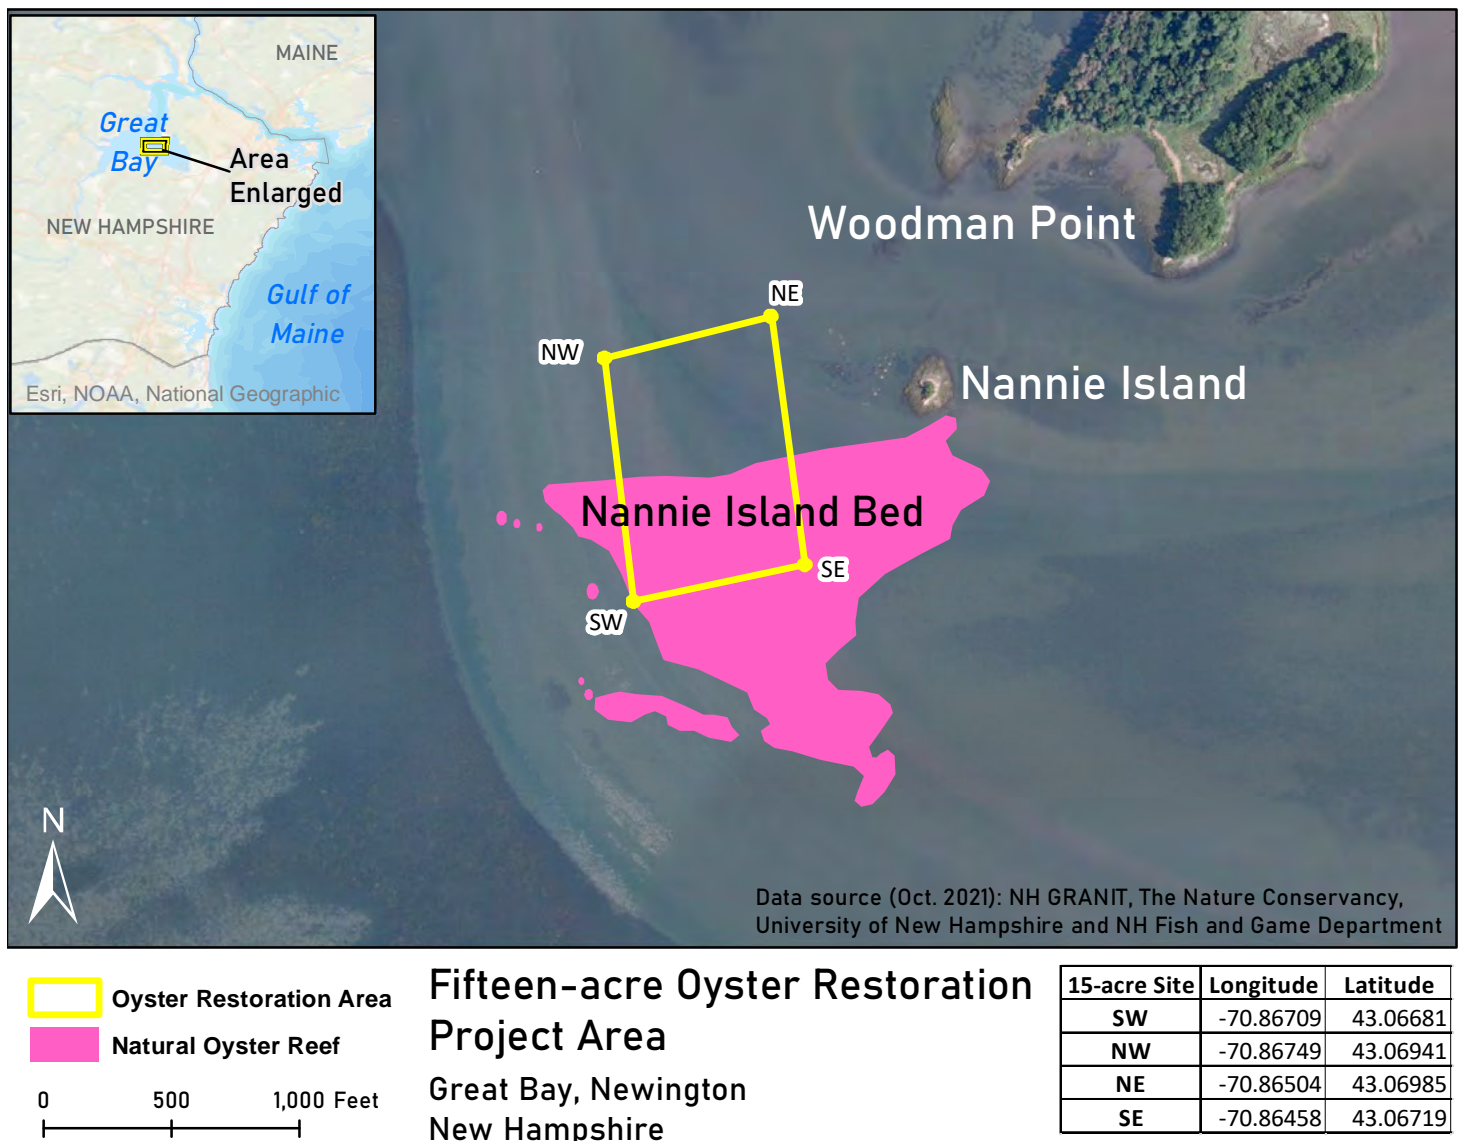 MAINE
Great
Bay
Area
Enlarged
NEW HAMPSHIRE
Gulf of
Maine
Esri, NOAA, National Geographic
Woodman Point
NE
NW
Nannie Island
Nannie Island Bed
SE
SW
N
Data source (Oct. 2021): NH GRANIT, The Nature Conservancy,
University of New Hampshire and NH Fish and Game Department
Oyster Restoration Area
Natural Oyster Reef
0 500 1,000 Feet
Fifteen-acre Oyster Restoration
Project Area
Great Bay, Newington
New Hampshire
15-acre Site Longitude Latitude
SW -70.86709 43.06681
NW -70.86749 43.06941
NE -70.86504 43.06985
SE -70.86458 43.06719